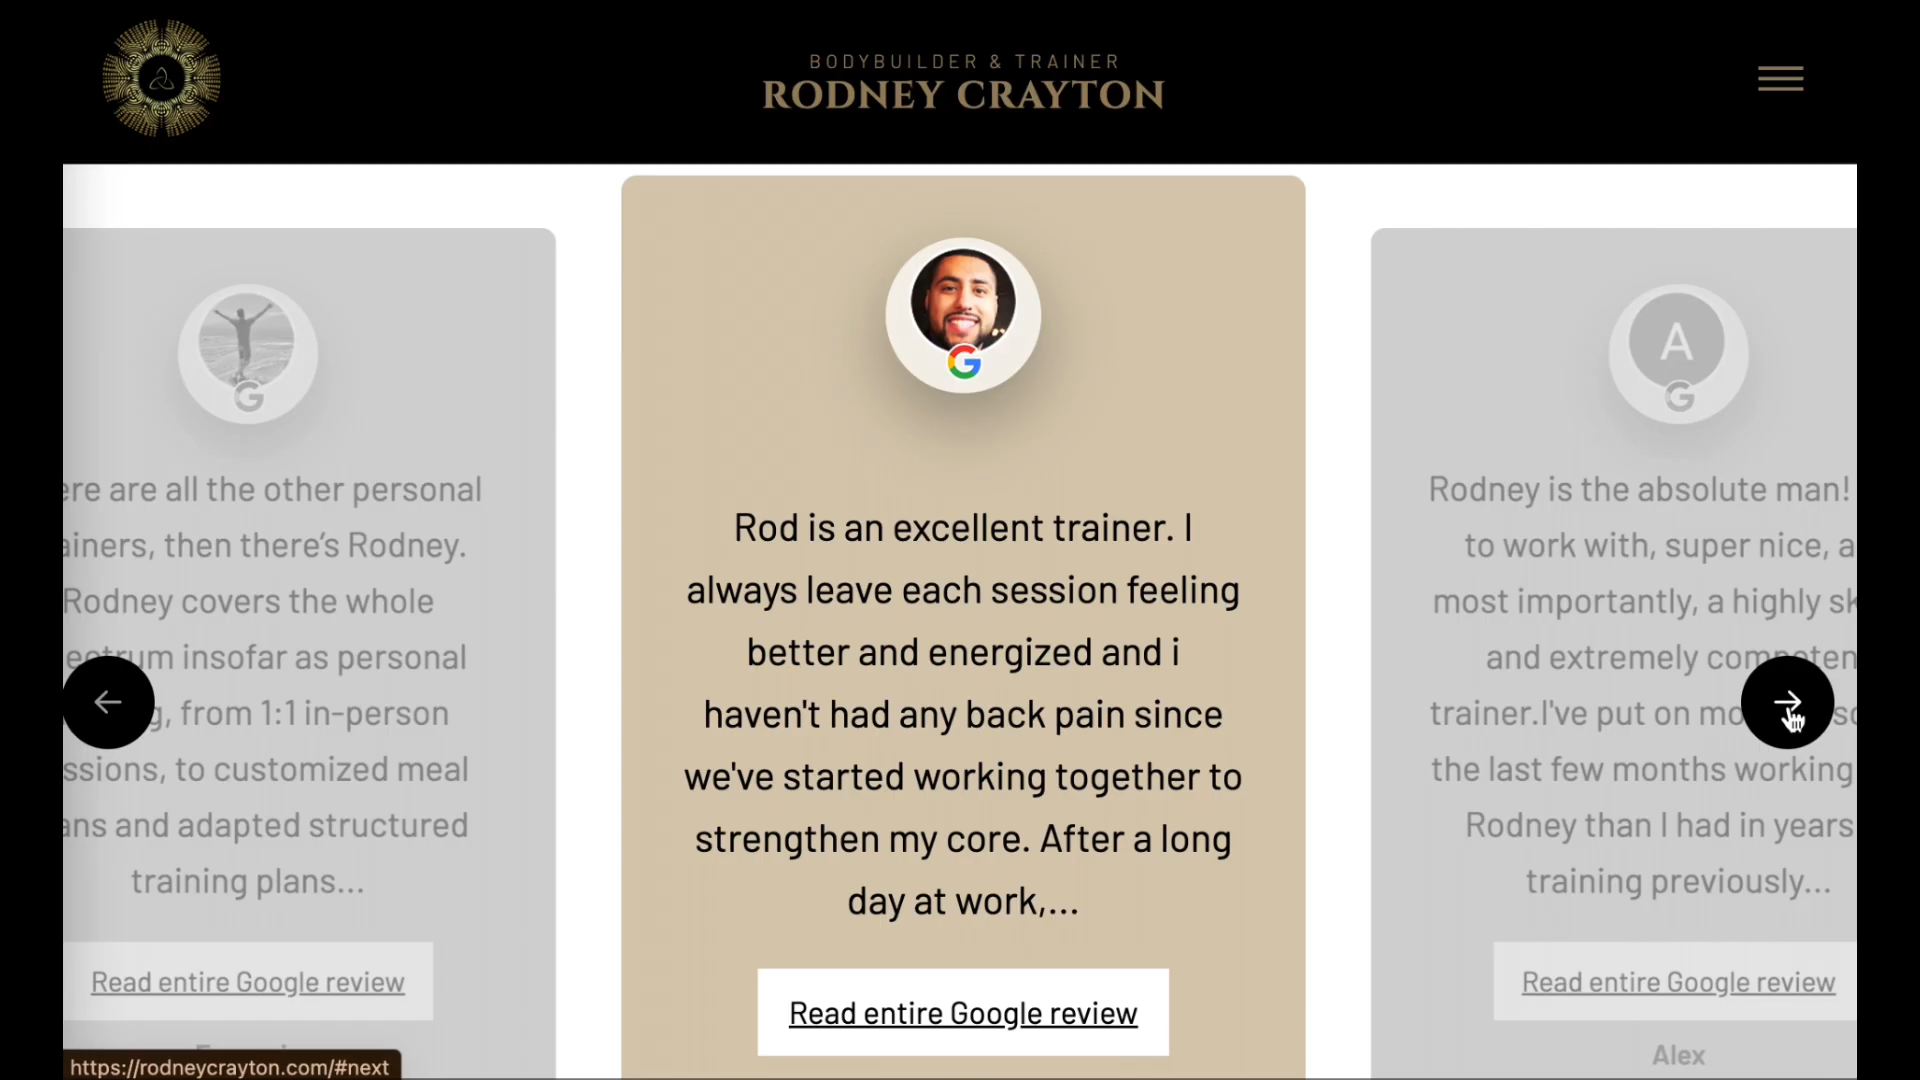 BODYBUILDER & TRAINER
RODNEY CRAYTON
ere are all the other personal
ainers, then there's Rodney.
Rodney covers the whole
ectrum insofar as personal
g, from 1:1 in-person
ssions, to customized meal
ans and adapted structured
training plans...
Read entire Google review
Rod is an excellent trainer. I
always leave each session feeling
better and energized and i
haven't had any back pain since
we've started working together to
strengthen my core. After a long
day at work,...
Read entire Google review
A
Rodney is the absolute man!
to work with, super nice, a
most importantly, a highly sk
and extremely competen
trainer.I've put on mo
the last few months working
Rodney than I had in years
training previously...
Read entire Google review
Alex
https://rodneycrayton.com/#next